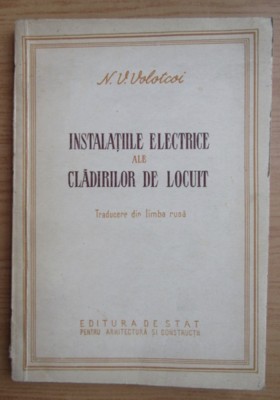 N. V. Volotcoi
INSTALAȚIILE ELECTRICE
ALE
CLĂDIRILOR DE LOCUIT
Traducere din limba rusă
EDITURA DE STAT
PENTRU ARHITECTURĂ ȘI CONSTRUCȚII